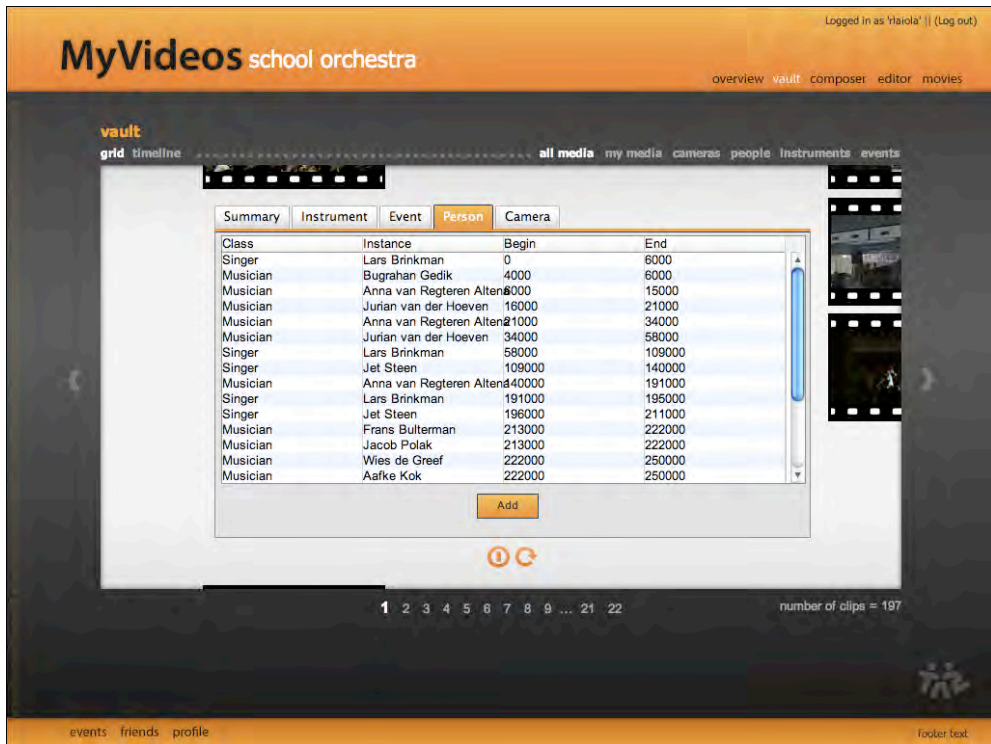 Logged in as 'rlaiola' || (Log out)
MyVideos school orchestra
overview vault composer editor movies
vault
grid timeline all media my media cameras people instruments events
Summary Instrument Event Person Camera
Class Instance Begin End
Singer Lars Brinkman 0 6000
Musician Bugrahan Gedik 4000 6000
Musician Anna van Regteren Altena 6000 15000
Musician Jurian van der Hoeven 16000 21000
Musician Anna van Regteren Altena 21000 34000
Musician Jurian van der Hoeven 34000 58000
Singer Lars Brinkman 58000 109000
Singer Jet Steen 109000 140000
Musician Anna van Regteren Altena 140000 191000
Singer Lars Brinkman 191000 195000
Singer Jet Steen 196000 211000
Musician Frans Bulterman 213000 222000
Musician Jacob Polak 213000 222000
Musician Wies de Greef 222000 250000
Musician Aafke Kok 222000 250000
Add
1 2 3 4 5 6 7 8 9 ... 21 22 number of clips = 197
events friends profile footer text